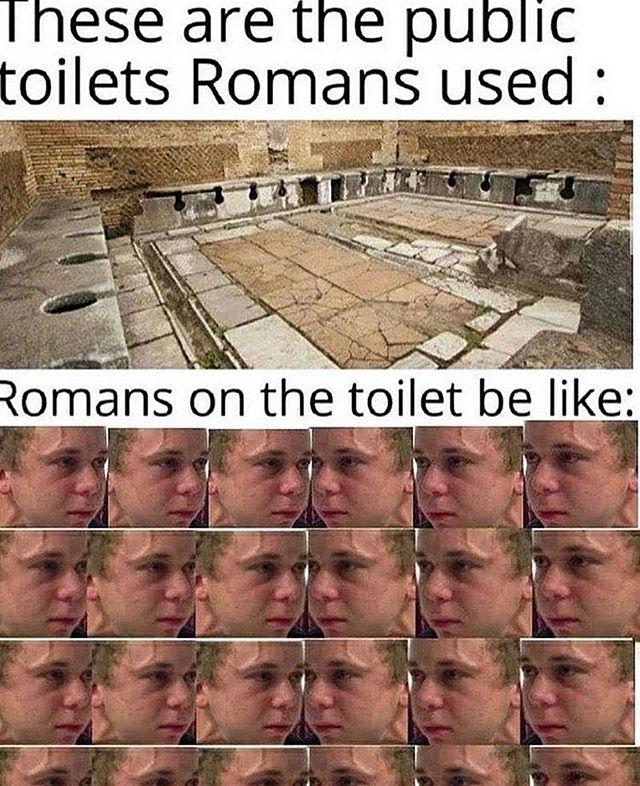 These are the public
toilets Romans used :
Romans on the toilet be like: